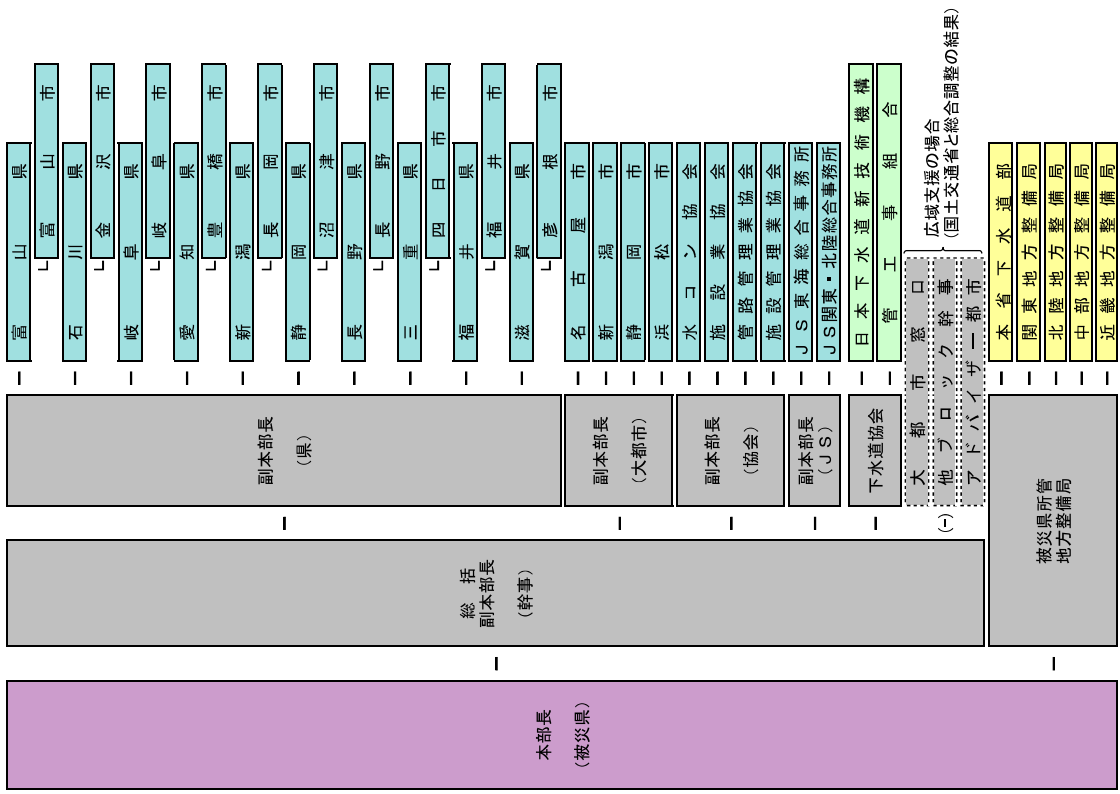 本部長
（被災県）
総　括
副本部長
（幹事）
被災県所管
地方整備局
副本部長
（県）
副本部長
（大都市）
副本部長
（協会）
副本部長
（ＪＳ）
下水道協会
大都市窓口
他ブロック幹事
アドバイザー都市
(ー)
富山県
富山市
石川県
金沢市
岐阜県
岐阜市
愛知県
豊橋市
新潟県
長岡市
静岡県
沼津市
長野県
長野市
三重県
四日市市
福井県
福井市
滋賀県
彦根市
名古屋市
新潟市
静岡市
浜松市
水コン協会
施設業協会
管路管理業協会
施設管理業協会
ＪＳ東海総合事務所
ＪＳ関東・北陸総合事務所
日本下水道新技術機構
管工事組合
広域支援の場合
（国土交通省と総合調整の結果）
本省下水道部
関東地方整備局
北陸地方整備局
中部地方整備局
近畿地方整備局